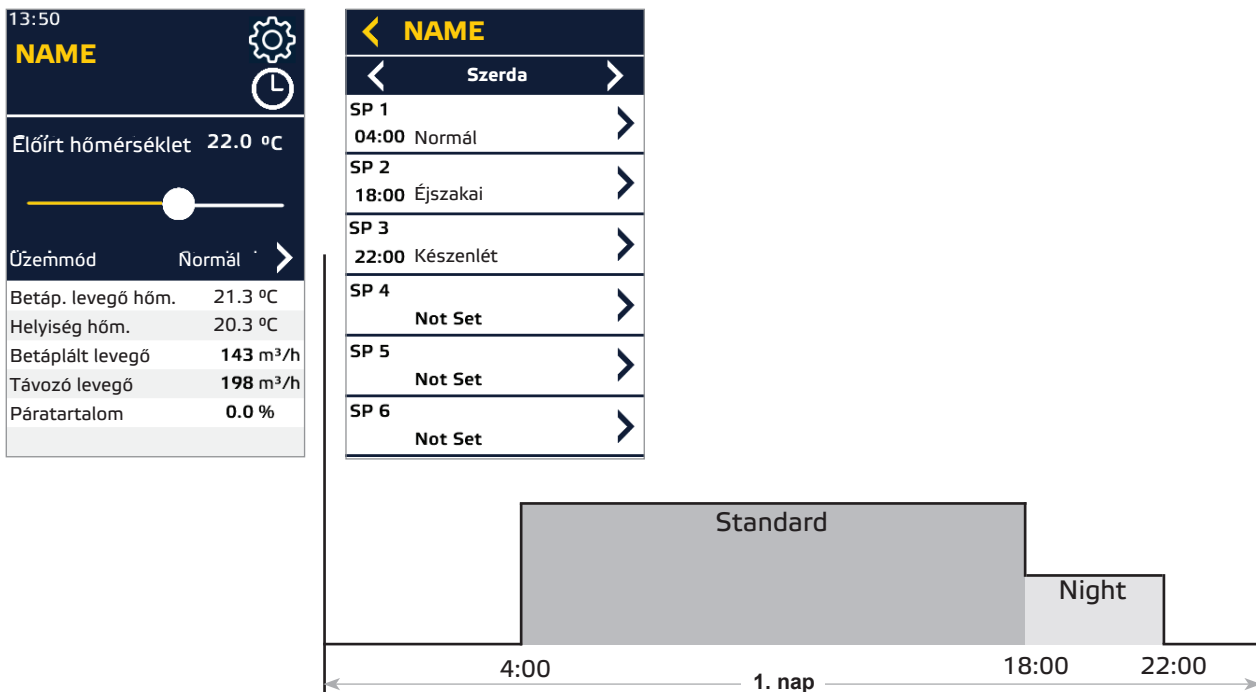 13:50
NAME
Előírt hőmérséklet 22.0 ºC
Üzemmód Normál
Betáp. levegő hőm. 21.3 ºC
Helyiség hőm. 20.3 ºC
Betáplált levegő 143 m³/h
Távozó levegő 198 m³/h
Páratartalom 0.0 %
NAME
Szerda
SP 1
04:00 Normál
SP 2
18:00 Éjszakai
SP 3
22:00 Készenlét
SP 4
Not Set
SP 5
Not Set
SP 6
Not Set
Standard
Night
4:00 18:00 22:00
1. nap